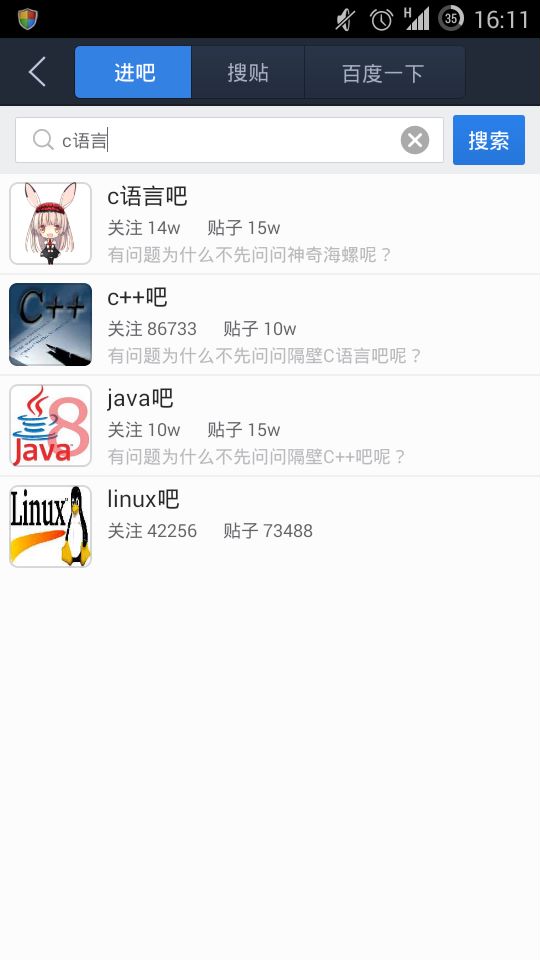 H 35 16:11
进吧 搜贴 百度一下
c语言 搜索
c语言吧
关注 14w 贴子 15w
有问题为什么不先问问神奇海螺呢？
C++
c++吧
关注 86733 贴子 10w
有问题为什么不先问问隔壁C语言吧呢？
8
Java
java吧
关注 10w 贴子 15w
有问题为什么不先问问隔壁C++吧呢？
Linux
linux吧
关注 42256 贴子 73488